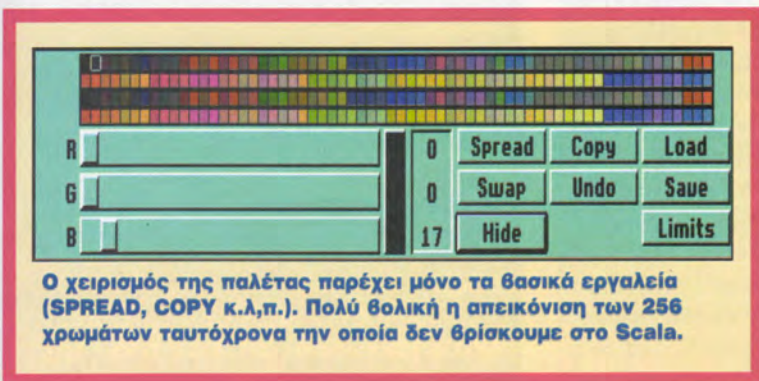 R 0 Spread Copy Load
G 0 Swap Undo Save
B 17 Hide Limits
Ο χειρισμός της παλέτας παρέχει μόνο τα βασικά εργαλεία
(SPREAD, COPY κ.λ,π.). Πολύ βολική η απεικόνιση των 256
χρωμάτων ταυτόχρονα την οποία δεν βρίσκουμε στο Scala.